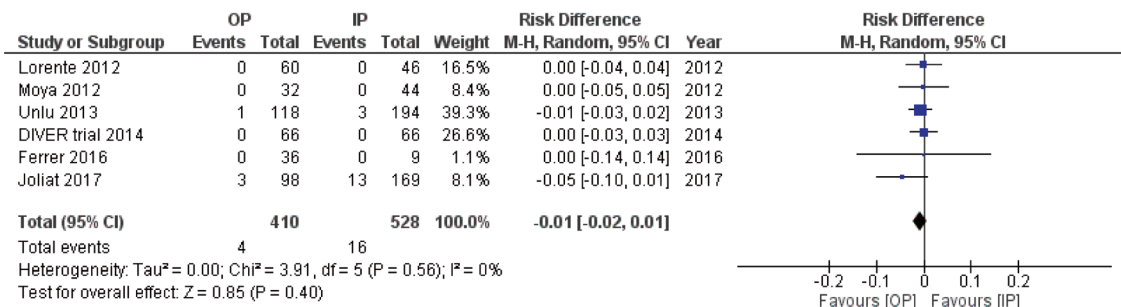 OP IP Risk Difference Risk Difference
Study or Subgroup Events Total Events Total Weight M-H, Random, 95% CI Year M-H, Random, 95% CI
Lorente 2012 0 60 0 46 16.5% 0.00 [-0.04, 0.04] 2012
Moya 2012 0 32 0 44 8.4% 0.00 [-0.05, 0.05] 2012
Unlu 2013 1 118 3 194 39.3% -0.01 [-0.03, 0.02] 2013
DIVER trial 2014 0 66 0 66 26.6% 0.00 [-0.03, 0.03] 2014
Ferrer 2016 0 36 0 9 1.1% 0.00 [-0.14, 0.14] 2016
Joliat 2017 3 98 13 169 8.1% -0.05 [-0.10, 0.01] 2017
Total (95% CI) 410 528 100.0% -0.01 [-0.02, 0.01]
Total events 4 16
Heterogeneity: Tau² = 0.00; Chi² = 3.91, df = 5 (P = 0.56); I² = 0%
Test for overall effect: Z = 0.85 (P = 0.40)
-0.2 -0.1 0 0.1 0.2
Favours [OP] Favours [IP]